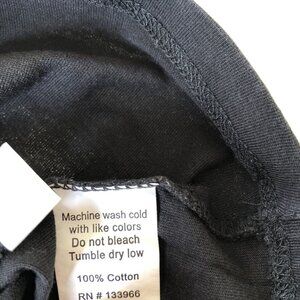 Machine wash cold
with like colors
Do not bleach
Tumble dry low
100% Cotton
RN # 133966